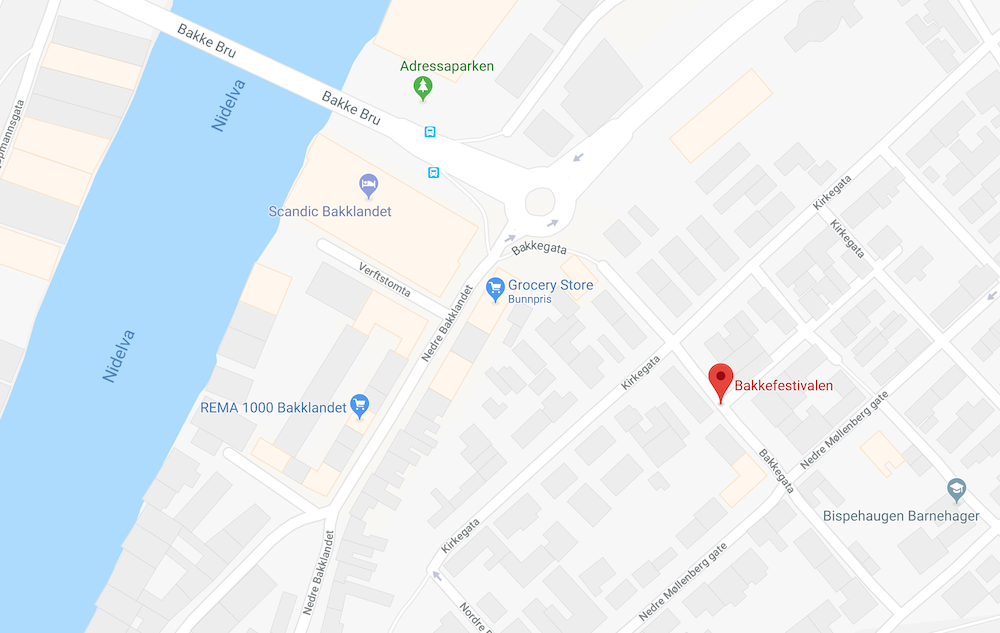 Bakke Bru
Adressaparken
Nidelva
Bakke Bru
Scandic Bakklandet
Kirkegata
Kirkegata
Bakkegata
Verftstomta
Grocery Store
Bunnpris
Nedre Bakklandet
Nidelva
Kirkegata
Bakkefestivalen
REMA 1000 Bakklandet
Nedre Møllenberg gate
Bakkegata
Bispehaugen Barnehager
Kirkegata
Nedre Bakklandet
Nedre Møllenberg gate
Nordre